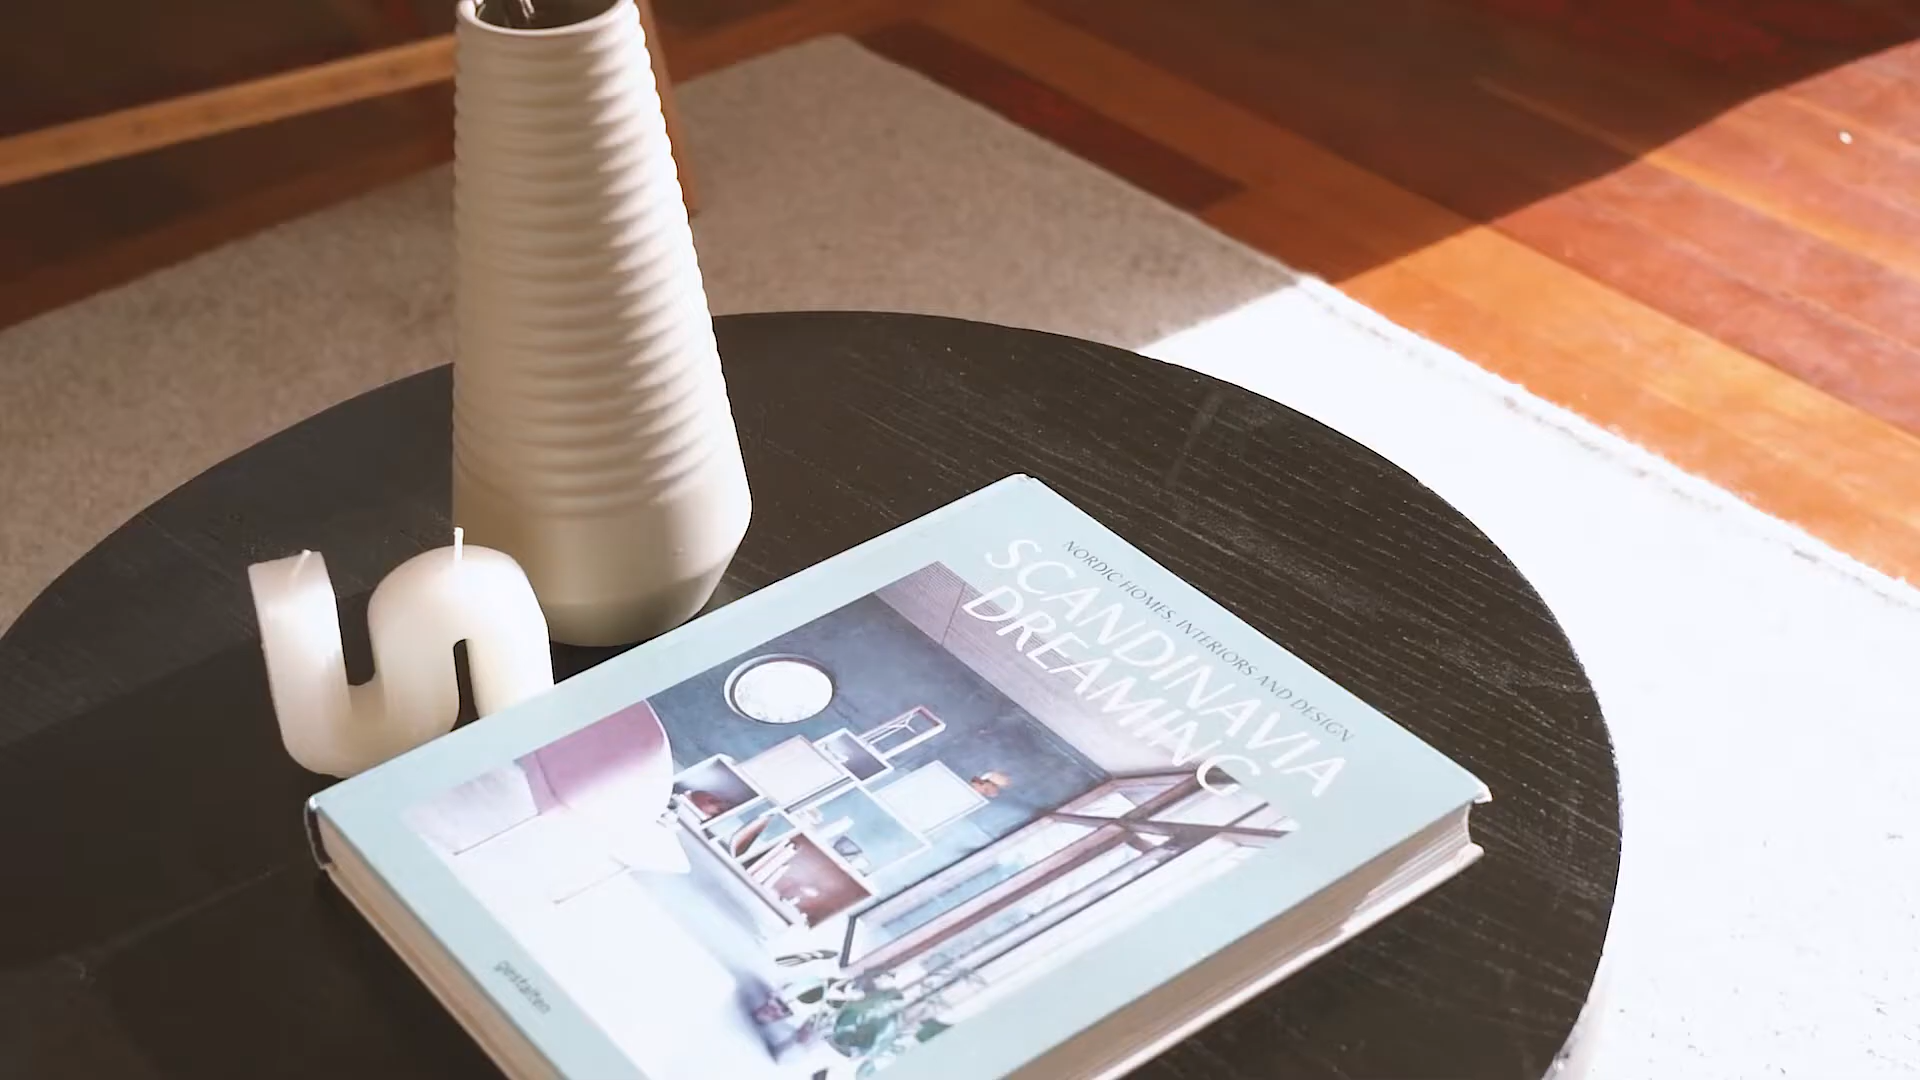 NORDIC HOMES, INTERIORS AND DESIGN
SCANDINAVIA
DREAMING
gestalten